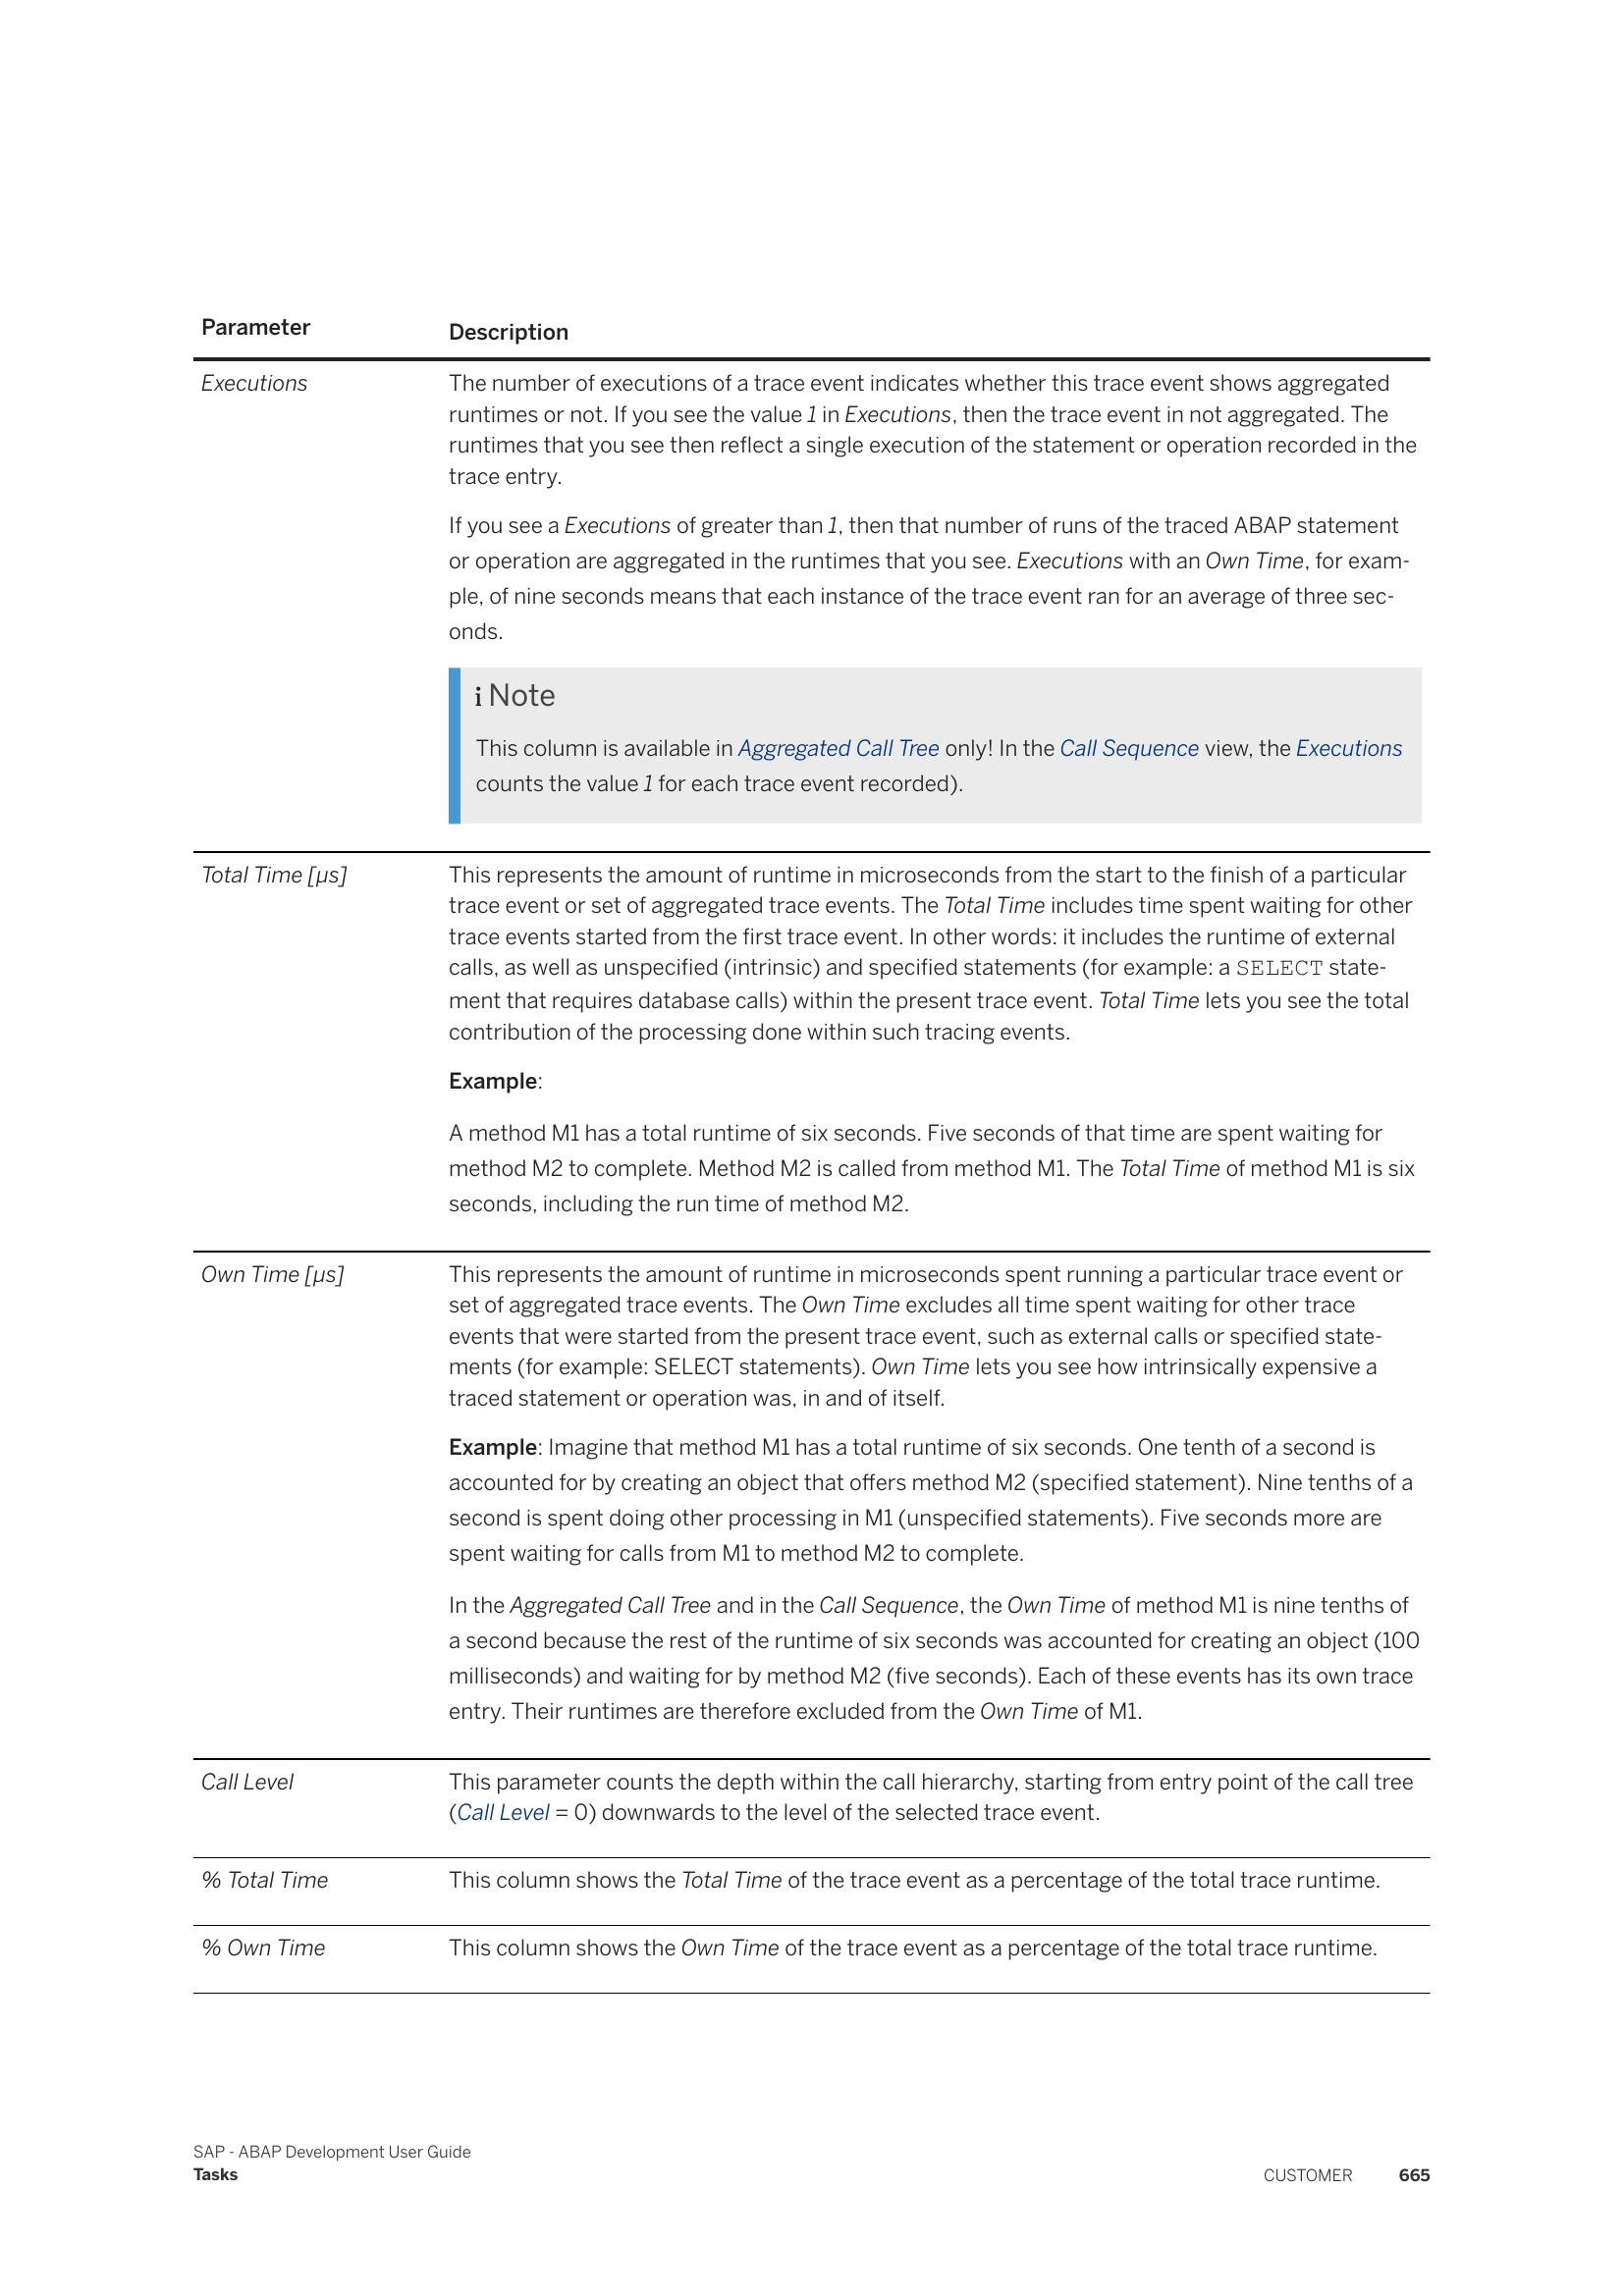 Parameter
Description
Executions
The number of executions of a trace event indicates whether this trace event shows aggregated
runtimes or not. If you see the value 1 in Executions, then the trace event in not aggregated. The
runtimes that you see then reflect a single execution of the statement or operation recorded in the
trace entry.
If you see a Executions of greater than 1, then that number of runs of the traced ABAP statement
or operation are aggregated in the runtimes that you see. Executions with an Own Time, for exam-
ple, of nine seconds means that each instance of the trace event ran for an average of three sec-
onds.
i Note
This column is available in Aggregated Call Tree only! In the Call Sequence view, the Executions
counts the value 1 for each trace event recorded).
Total Time [µs]
This represents the amount of runtime in microseconds from the start to the finish of a particular
trace event or set of aggregated trace events. The Total Time includes time spent waiting for other
trace events started from the first trace event. In other words: it includes the runtime of external
calls, as well as unspecified (intrinsic) and specified statements (for example: a SELECT state-
ment that requires database calls) within the present trace event. Total Time lets you see the total
contribution of the processing done within such tracing events.
Example:
A method M1 has a total runtime of six seconds. Five seconds of that time are spent waiting for
method M2 to complete. Method M2 is called from method M1. The Total Time of method M1 is six
seconds, including the run time of method M2.
Own Time [µs]
This represents the amount of runtime in microseconds spent running a particular trace event or
set of aggregated trace events. The Own Time excludes all time spent waiting for other trace
events that were started from the present trace event, such as external calls or specified state-
ments (for example: SELECT statements). Own Time lets you see how intrinsically expensive a
traced statement or operation was, in and of itself.
Example: Imagine that method M1 has a total runtime of six seconds. One tenth of a second is
accounted for by creating an object that offers method M2 (specified statement). Nine tenths of a
second is spent doing other processing in M1 (unspecified statements). Five seconds more are
spent waiting for calls from M1 to method M2 to complete.
In the Aggregated Call Tree and in the Call Sequence, the Own Time of method M1 is nine tenths of
a second because the rest of the runtime of six seconds was accounted for creating an object (100
milliseconds) and waiting for by method M2 (five seconds). Each of these events has its own trace
entry. Their runtimes are therefore excluded from the Own Time of M1.
Call Level
This parameter counts the depth within the call hierarchy, starting from entry point of the call tree
(Call Level = 0) downwards to the level of the selected trace event.
% Total Time
This column shows the Total Time of the trace event as a percentage of the total trace runtime.
% Own Time
This column shows the Own Time of the trace event as a percentage of the total trace runtime.
SAP - ABAP Development User Guide
Tasks
CUSTOMER 665